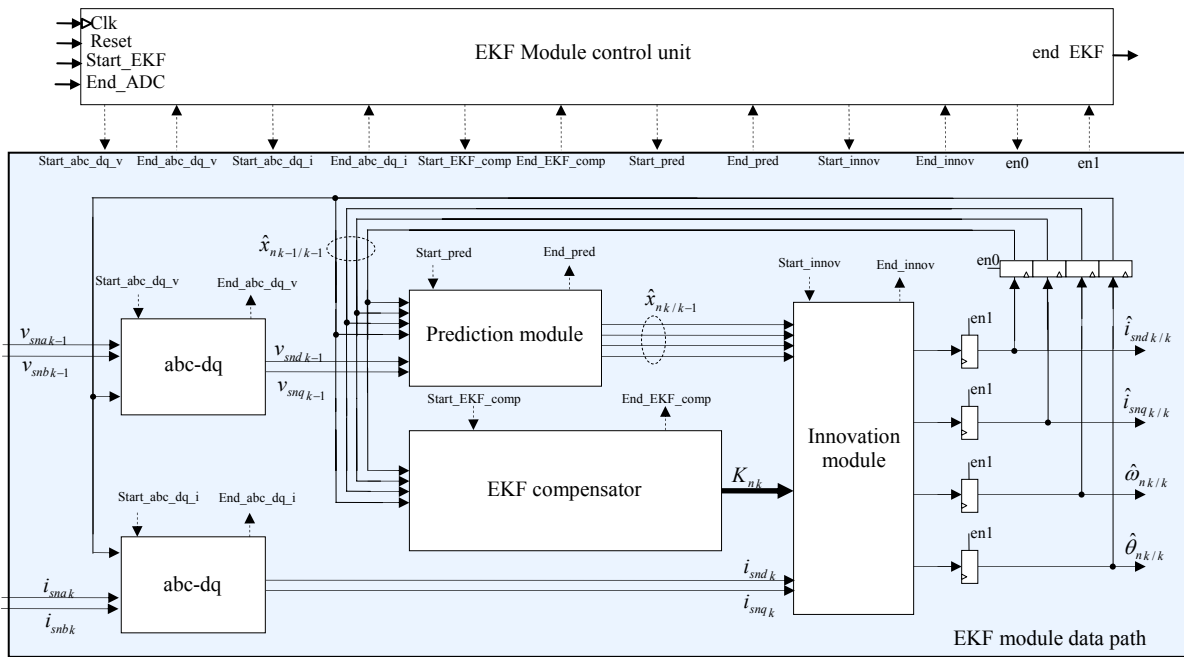 Clk
Reset
Start_EKF
End_ADC
EKF Module control unit
end_EKF
Start_abc_dq_v
End_abc_dq_v
Start_abc_dq_i
End_abc_dq_i
Start_EKF_comp
End_EKF_comp
Start_pred
End_pred
Start_innov
End_innov
en0
en1
x̂nk−1/k−1
Start_pred
End_pred
Start_innov
End_innov
en0
Start_abc_dq_v
End_abc_dq_v
x̂nk/k−1
Prediction module
en1
îsndk/k
vsnak−1
vsnbk−1
abc-dq
vsndk−1
vsnqk−1
Start_EKF_comp
End_EKF_comp
en1
îsnqk/k
Innovation
module
EKF compensator
Knk
en1
ω̂nk/k
Start_abc_dq_i
End_abc_dq_i
en1
θ̂nk/k
abc-dq
isnak
isnbk
isndk
isnqk
EKF module data path